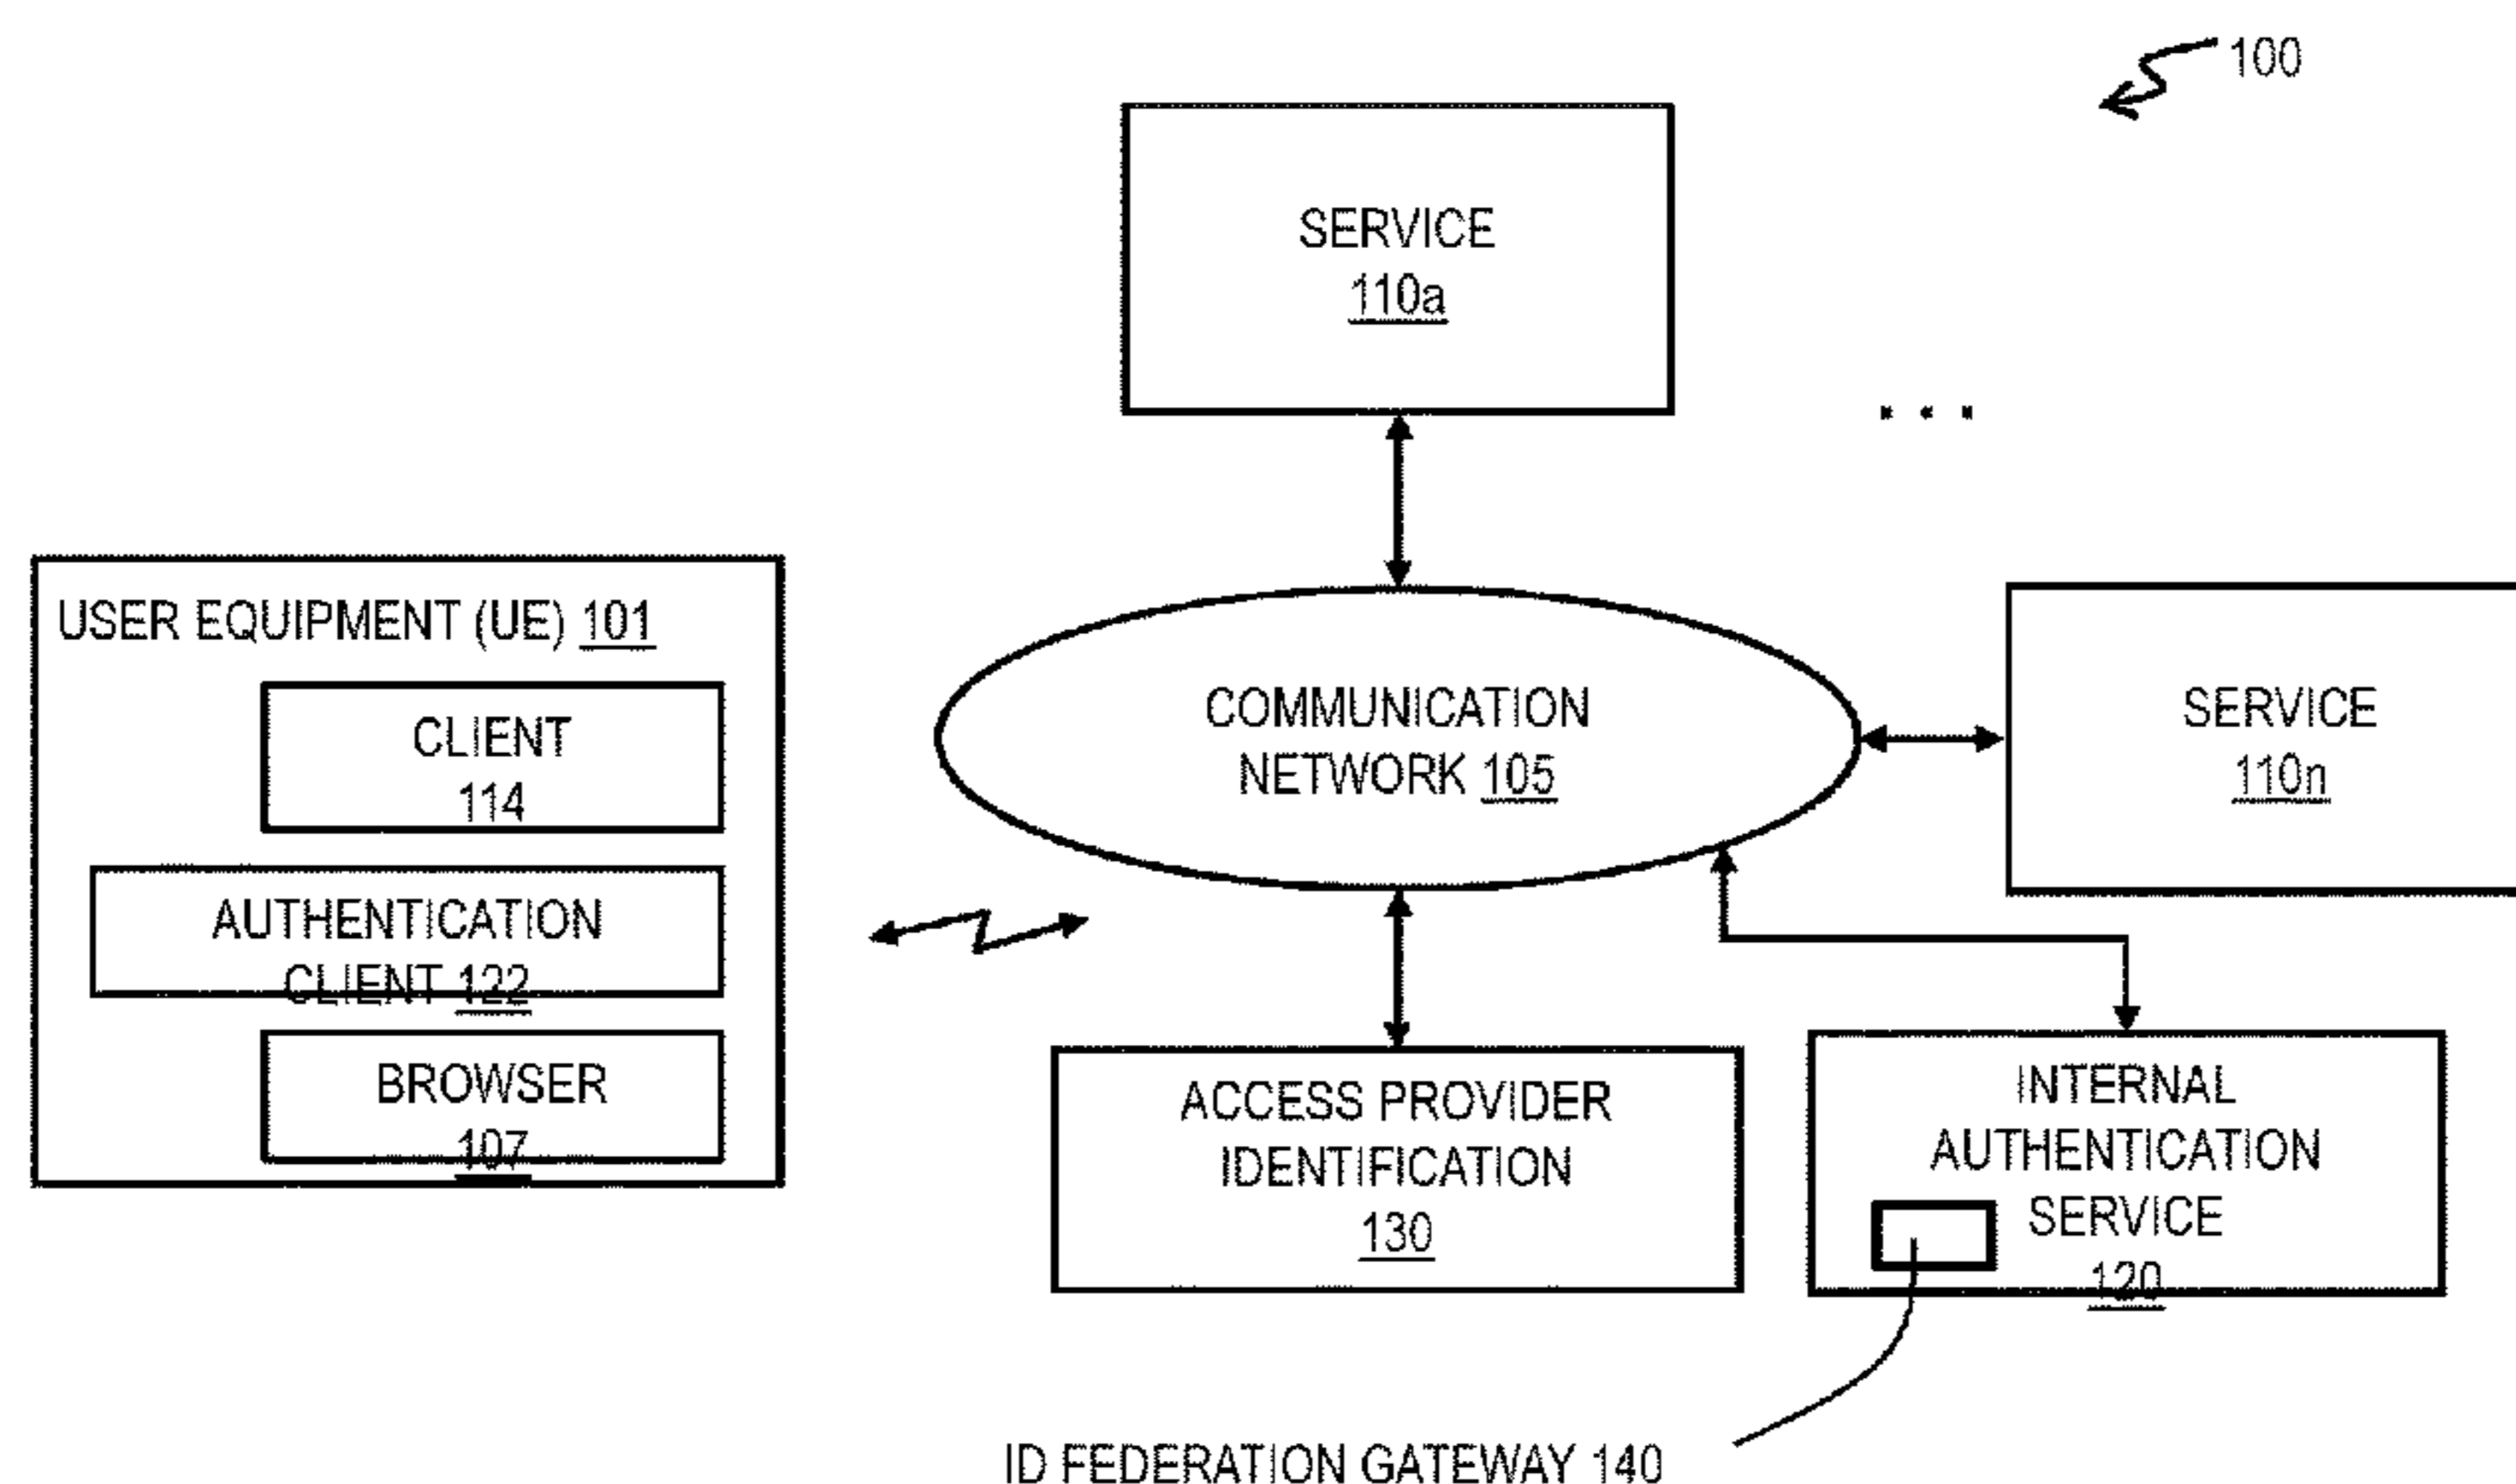 100
SERVICE
110a
. . .
USER EQUIPMENT (UE) 101
CLIENT
114
AUTHENTICATION
CLIENT 122
BROWSER
107
COMMUNICATION
NETWORK 105
SERVICE
110n
ACCESS PROVIDER
IDENTIFICATION
130
INTERNAL
AUTHENTICATION
SERVICE
120
ID FEDERATION GATEWAY 140